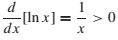 d/dx [ln x] = 1/x > 0